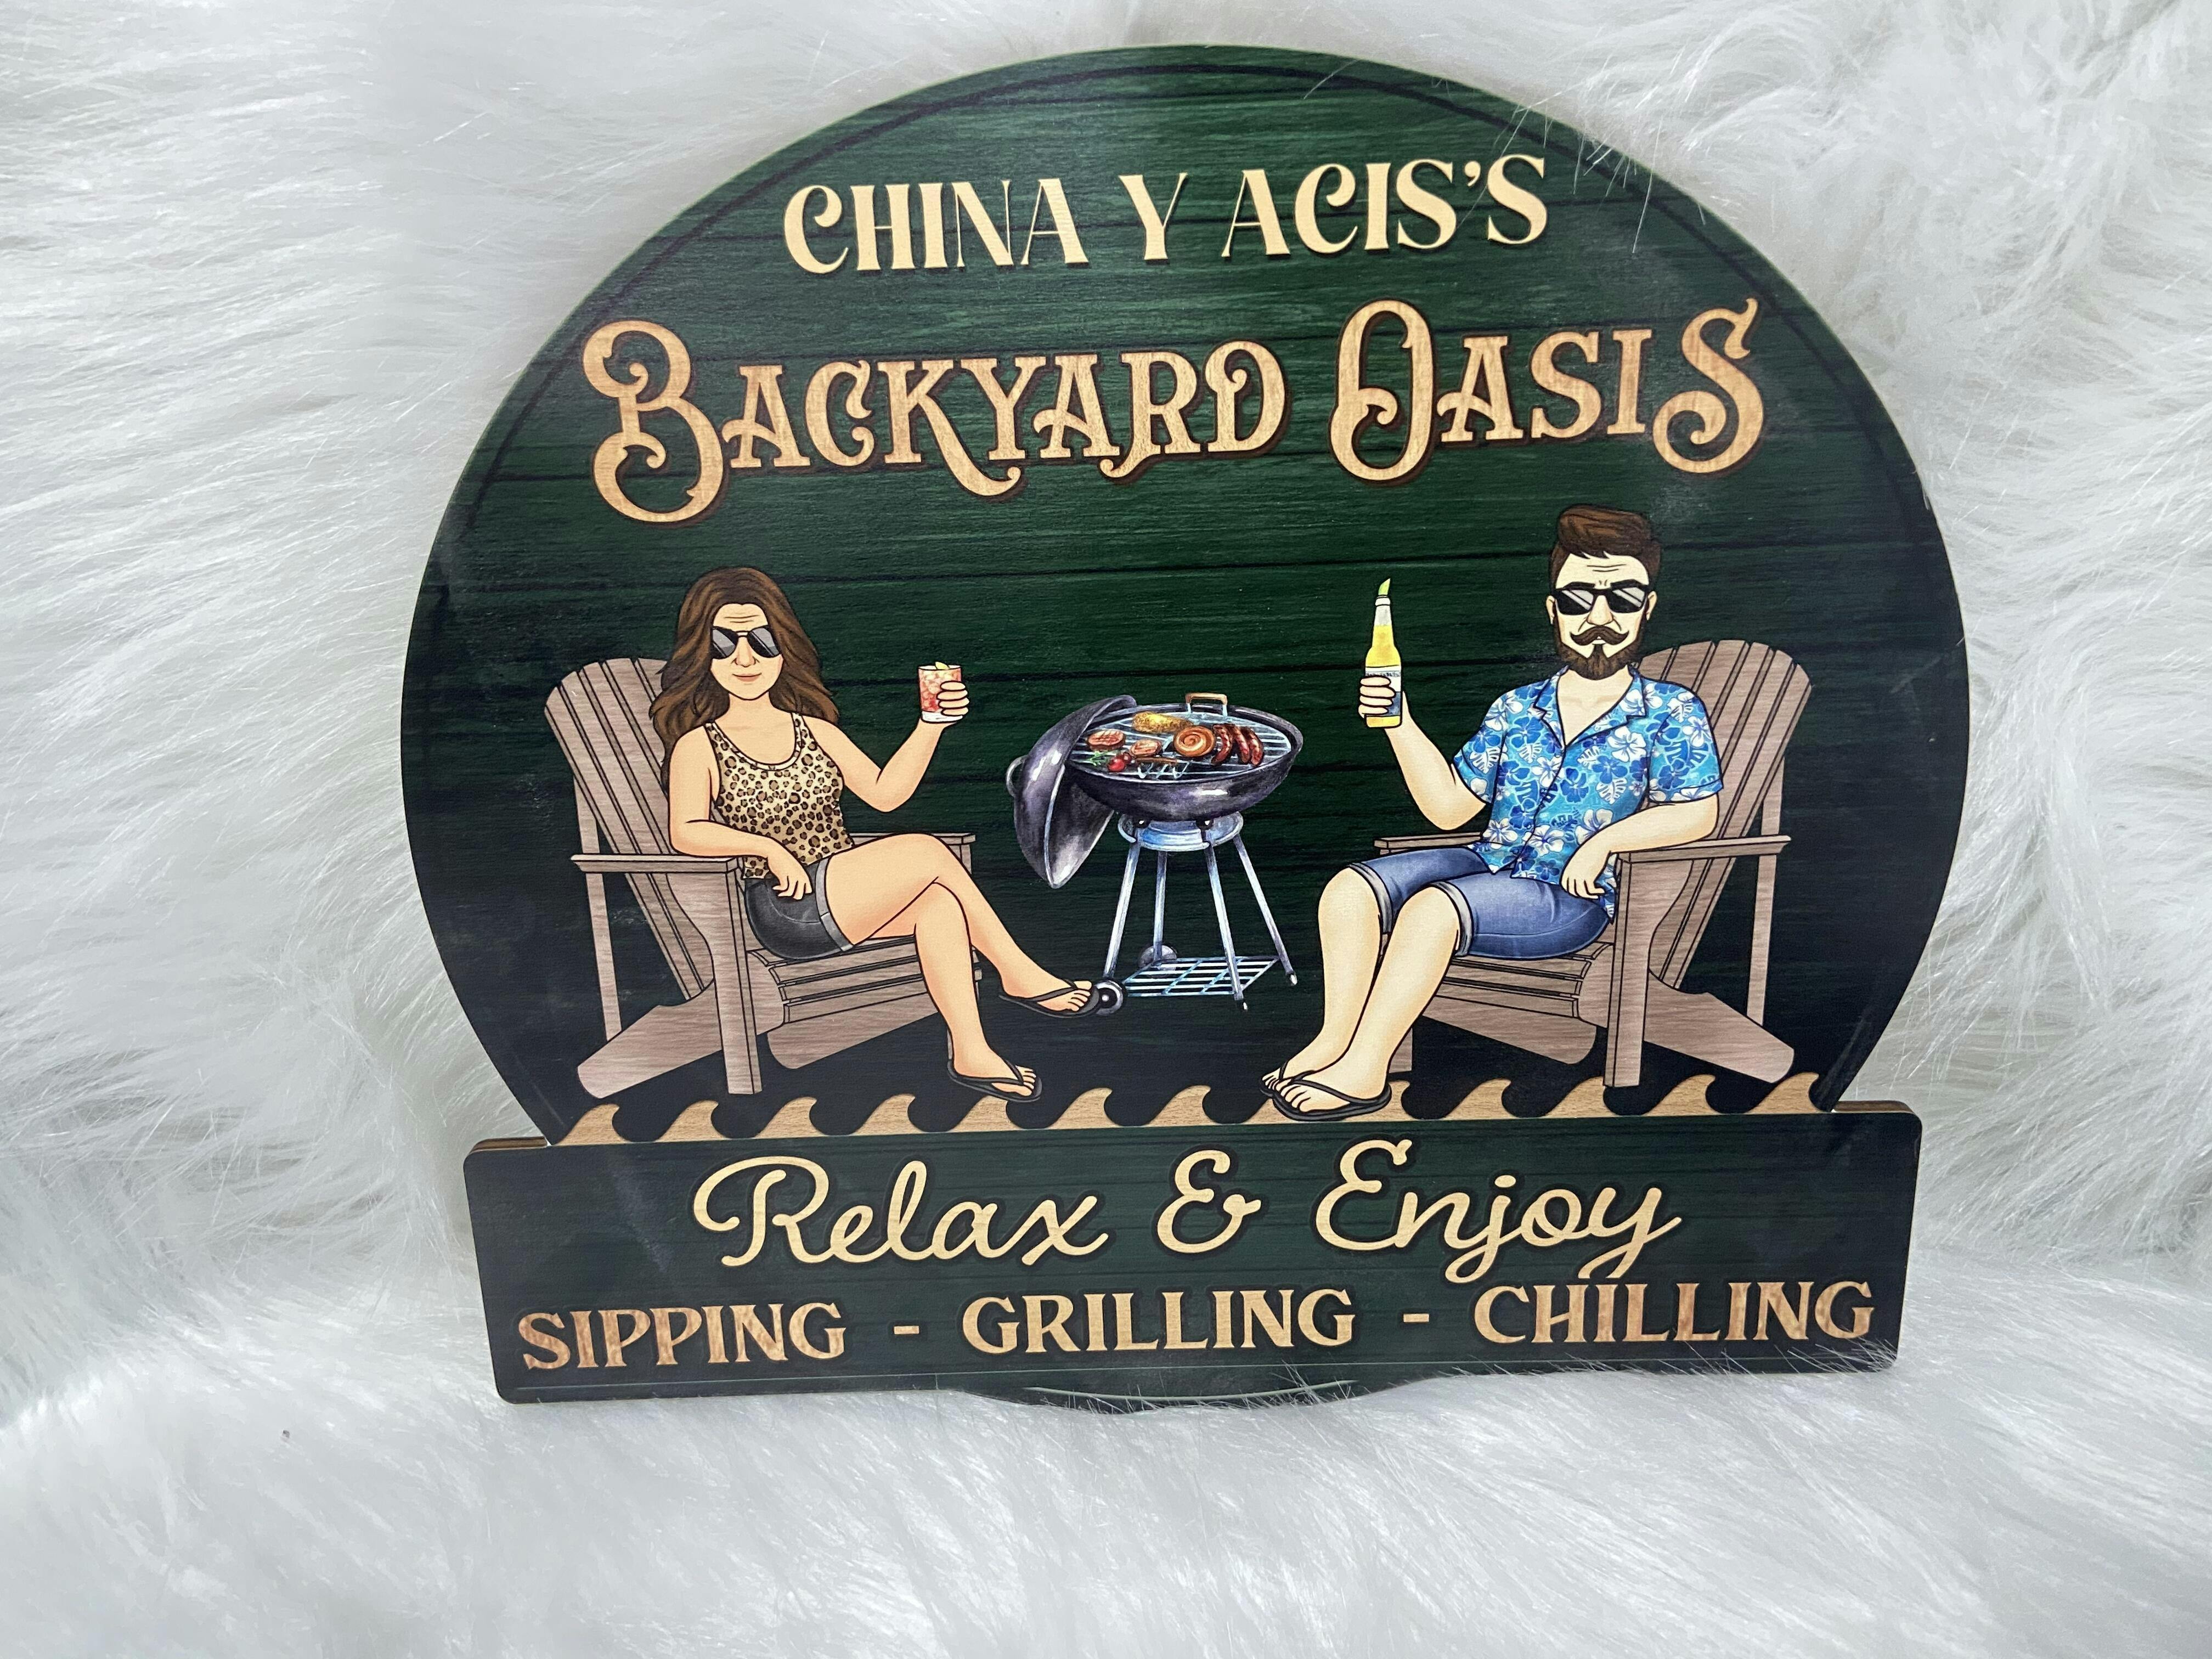 CHINA Y ACIS'S
BACKYARD OASIS
Relax & Enjoy
SIPPING - GRILLING - CHILLING